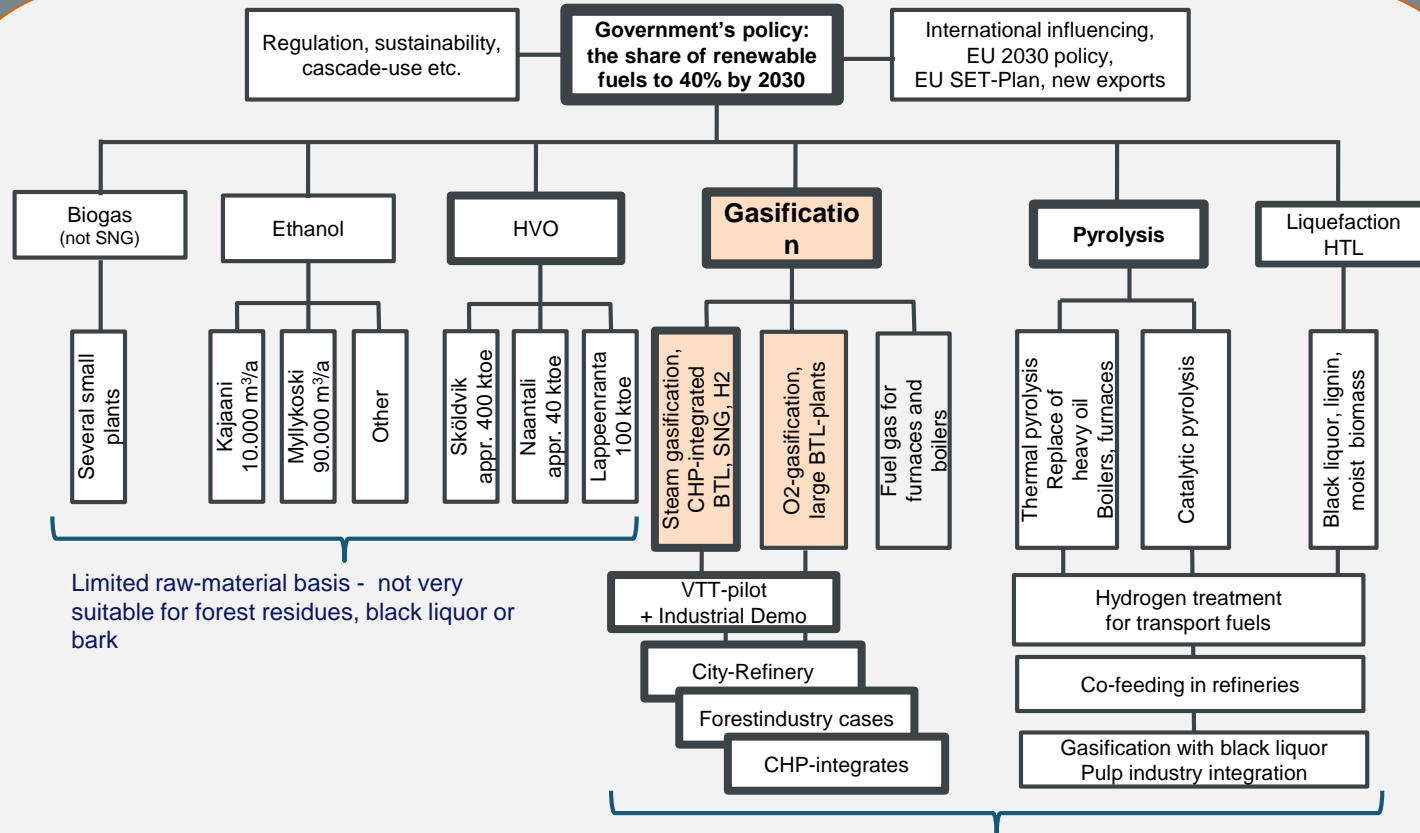 Regulation, sustainability,
cascade-use etc.
Government's policy:
the share of renewable
fuels to 40% by 2030
International influencing,
EU 2030 policy,
EU SET-Plan, new exports
Biogas
(not SNG)
Ethanol
HVO
Gasificatio
n
Pyrolysis
Liquefaction
HTL
Several small
plants
Kajaani
10.000 m³/a
Myllykoski
90.000 m³/a
Other
Sköldvik
appr. 400 ktoe
Naantali
appr. 40 ktoe
Lappeenranta
100 ktoe
Steam gasification,
CHP-integrated
BTL, SNG, H2
O2-gasification,
large BTL-plants
Fuel gas for
furnaces and
boilers
Thermal pyrolysis
Replace of
heavy oil
Boilers, furnaces
Catalytic pyrolysis
Black liquor, lignin,
moist biomass
Limited raw-material basis - not very
suitable for forest residues, black liquor or
bark
VTT-pilot
+ Industrial Demo
City-Refinery
Forestindustry cases
CHP-integrates
Hydrogen treatment
for transport fuels
Co-feeding in refineries
Gasification with black liquor
Pulp industry integration